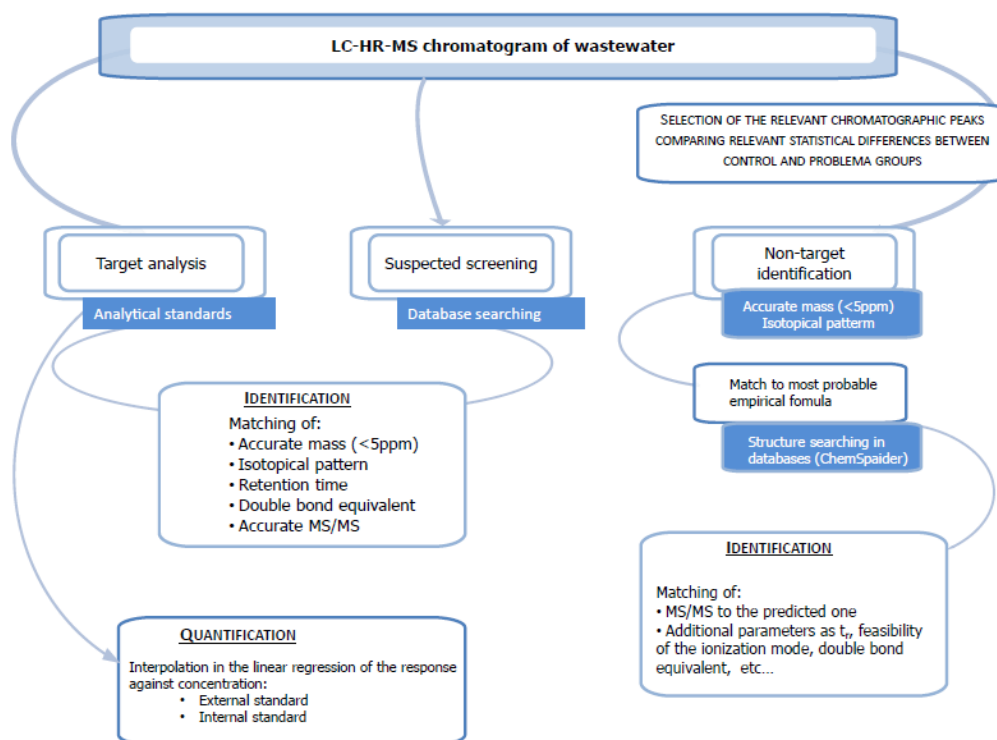 LC-HR-MS chromatogram of wastewater
SELECTION OF THE RELEVANT CHROMATOGRAPHIC PEAKS
COMPARING RELEVANT STATISTICAL DIFFERENCES BETWEEN
CONTROL AND PROBLEMA GROUPS
Target analysis
Analytical standards
Suspected screening
Database searching
Non-target
identification
Accurate mass (<5ppm)
Isotopical pattirm
IDENTIFICATION
Matching of:
• Accurate mass (<5ppm)
• Isotopical pattern
• Retention time
• Double bond equivalent
• Accurate MS/MS
Match to most probable
empirical fomula
Structure searching in
databases (ChemSpaider)
IDENTIFICATION
Matching of:
• MS/MS to the predicted one
• Additional parameters as tr, feasibility
of the ionization mode, double bond
equivalent, etc...
QUANTIFICATION
Interpolation in the linear regression of the response
against concentration:
• External standard
• Internal standard